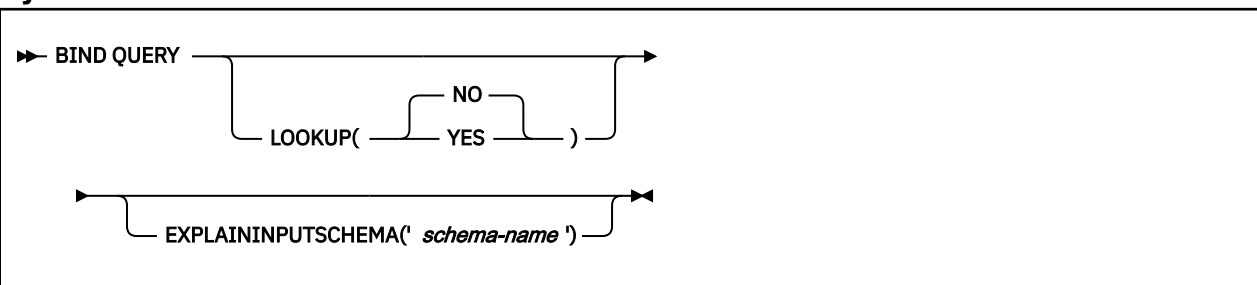 BIND QUERY
NO
LOOKUP( YES )
EXPLAININPUTSCHEMA(' schema-name ')